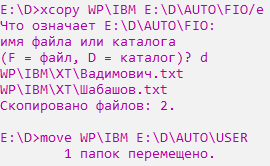 E:\D>xcopy WP\IBM E:\D\AUTO\FIO/e
Что означает E:\D\AUTO\FIO:
имя файла или каталога
(F = файл, D = каталог)? d
WP\IBM\XT\Вадимович.txt
WP\IBM\XT\Шабашов.txt
Скопировано файлов: 2.
E:\D>move WP\IBM E:\D\AUTO\USER
1 папок перемещено.